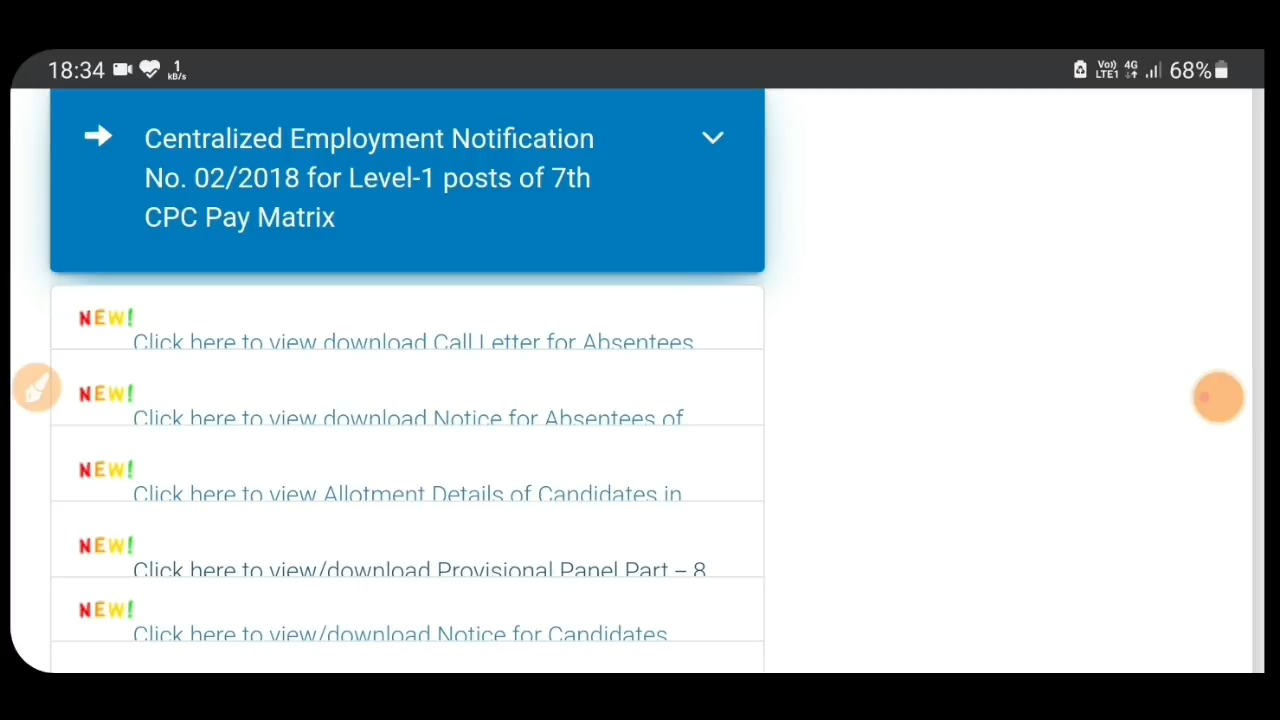 18:34 1 kB/s Vo)) LTE1 4G 68%
Centralized Employment Notification
No. 02/2018 for Level-1 posts of 7th
CPC Pay Matrix
NEW!
Click here to view download Call Letter for Absentees
NEW!
Click here to view download Notice for Absentees of
NEW!
Click here to view Allotment Details of Candidates in
NEW!
Click here to view/download Provisional Panel Part – 8
NEW!
Click here to view/download Notice for Candidates